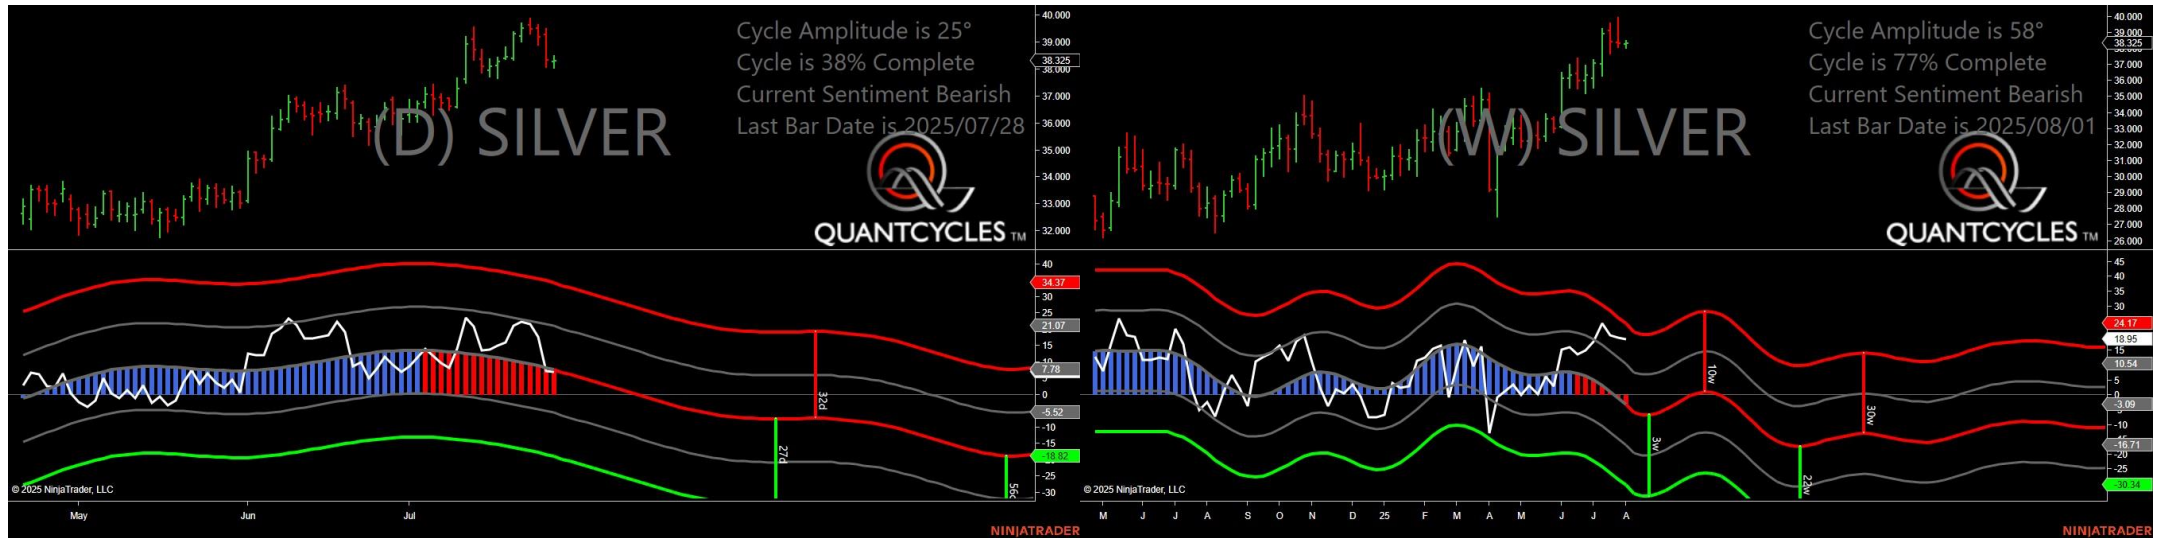 Cycle Amplitude is 25°
Cycle is 38% Complete
Current Sentiment Bearish
Last Bar Date is 2025/07/28
(D) SILVER
QUANTCYCLES TM
40.000
39.000
38.325
38.000
37.000
36.000
35.000
34.000
33.000
32.000
40
34.37
30
25
21.07
15
10
7.78
0
-5.52
-10
-15
-18.82
-25
-30
32d
27d
© 2025 NinjaTrader, LLC
May Jun Jul
NINJATRADER
Cycle Amplitude is 58°
Cycle is 77% Complete
Current Sentiment Bearish
Last Bar Date is 2025/08/01
(W) SILVER
QUANTCYCLES TM
40.000
39.000
38.325
37.000
36.000
35.000
34.000
33.000
32.000
31.000
30.000
29.000
28.000
27.000
26.000
45
40
35
30
24.17
18.95
15
10.54
5
0
-3.09
-10
-16.71
-20
-25
-30.34
10w
3w
30w
22w
© 2025 NinjaTrader, LLC
M J J A S O N D 25 F M A M J J A
NINJATRADER